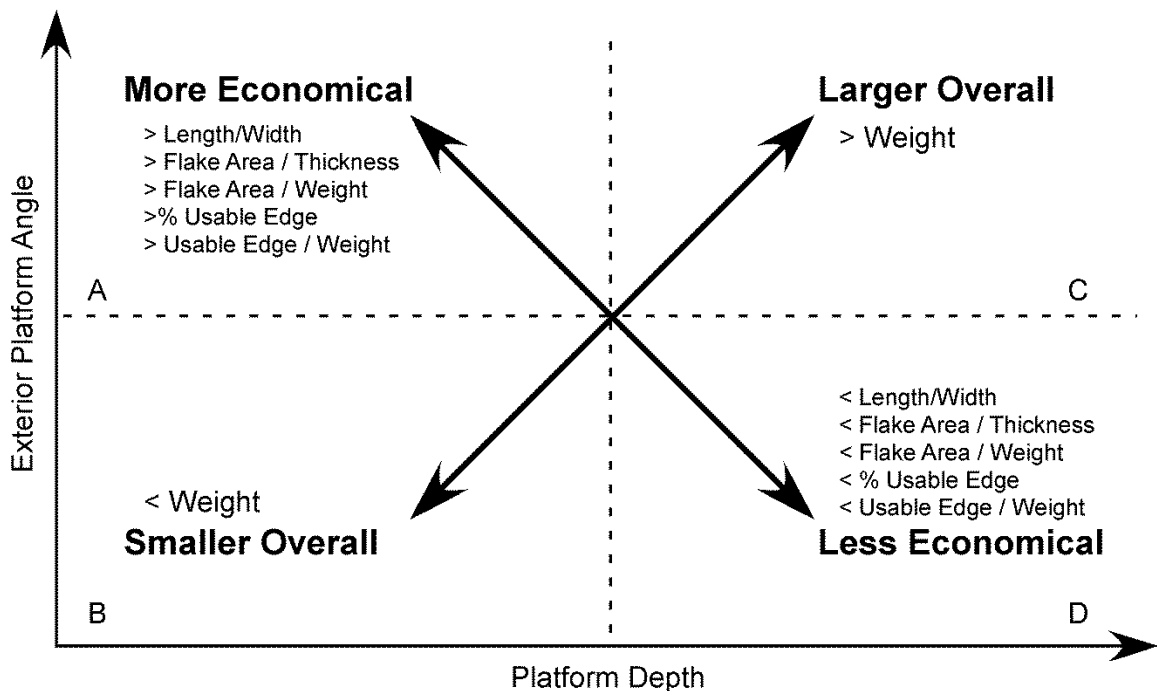 More Economical
> Length/Width
> Flake Area / Thickness
> Flake Area / Weight
>% Usable Edge
> Usable Edge / Weight
A
Larger Overall
> Weight
C
Exterior Platform Angle
< Weight
Smaller Overall
B
< Length/Width
< Flake Area / Thickness
< Flake Area / Weight
< % Usable Edge
< Usable Edge / Weight
Less Economical
D
Platform Depth